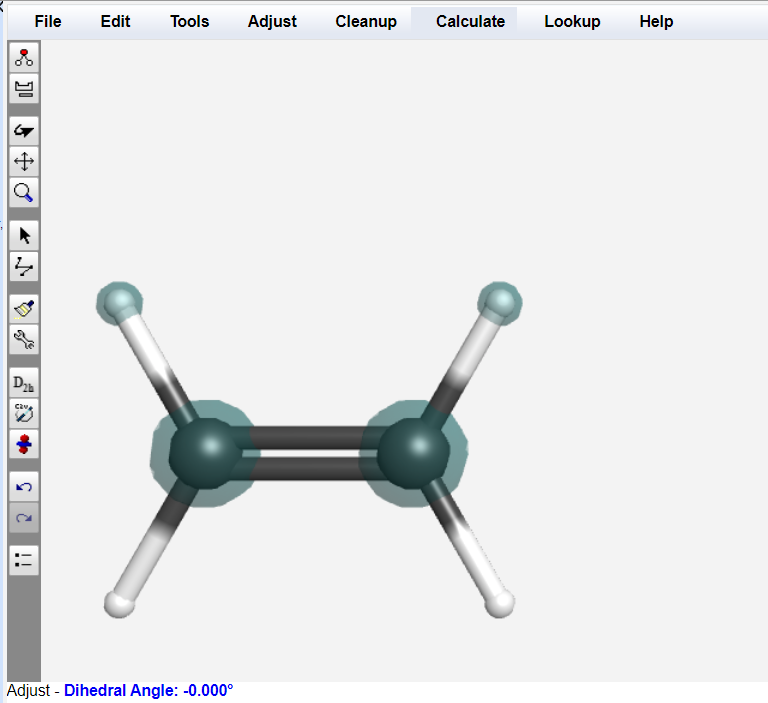 File Edit Tools Adjust Cleanup Calculate Lookup Help
D2h
C2v
Adjust - Dihedral Angle: -0.000°